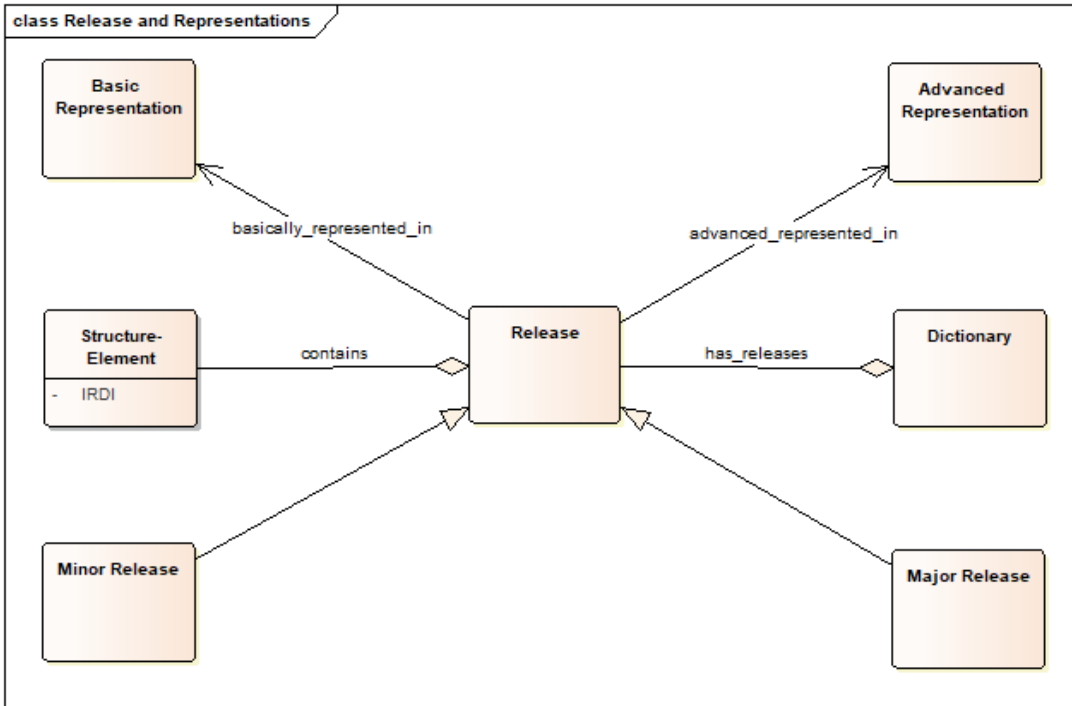 class Release and Representations
Basic
Representation
Advanced
Representation
basically_represented_in
advanced_represented_in
Structure-
Element
- IRDI
contains
Release
has_releases
Dictionary
Minor Release
Major Release